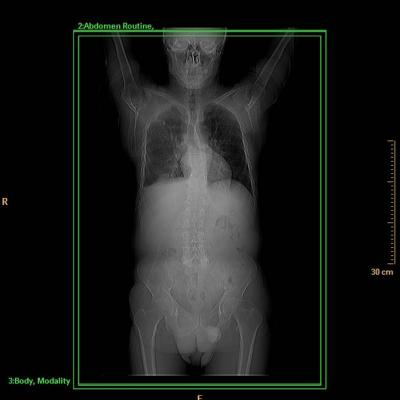 2:Abdomen Routine,
R
30 cm
3:Body, Modality